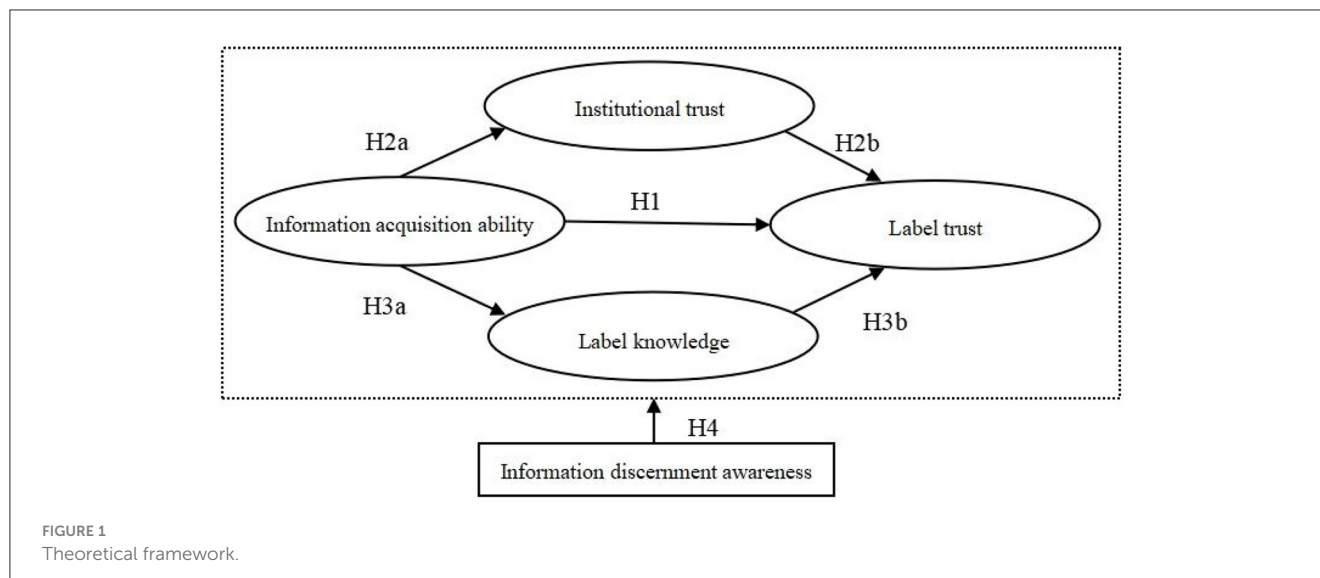 Institutional trust
H2a
H2b
H1
Information acquisition ability
Label trust
H3a
H3b
Label knowledge
H4
Information discernment awareness
FIGURE 1
Theoretical framework.